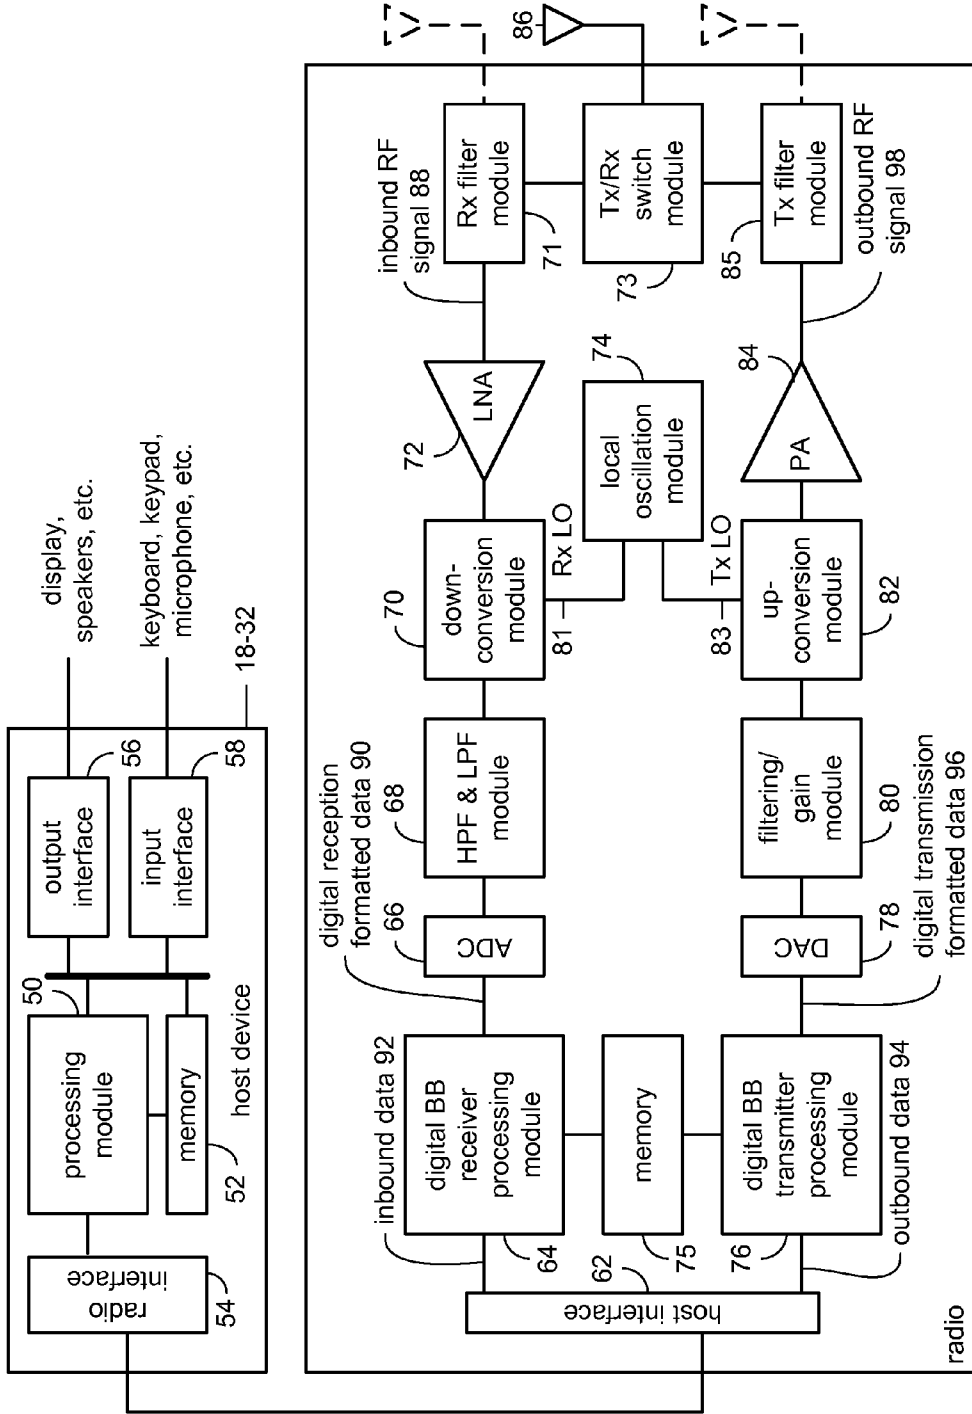 display,
speakers, etc.
keyboard, keypad,
microphone, etc.
18-32
output
interface
56
input
interface
58
50
processing
module
memory
52
host device
radio
interface
54
86
Rx filter
module
71
inbound RF
signal 88
Tx/Rx
switch
module
73
Tx filter
module
85
outbound RF
signal 98
LNA
72
local
oscillation
module
74
PA
84
down-
conversion
module
70
Rx LO
81
Tx LO
83
up-
conversion
module
82
HPF & LPF
module
68
filtering/
gain
module
80
digital reception
formatted data 90
ADC
66
DAC
78
digital transmission
formatted data 96
inbound data 92
digital BB
receiver
processing
module
64
memory
75
digital BB
transmitter
processing
module
76
outbound data 94
host interface
62
radio